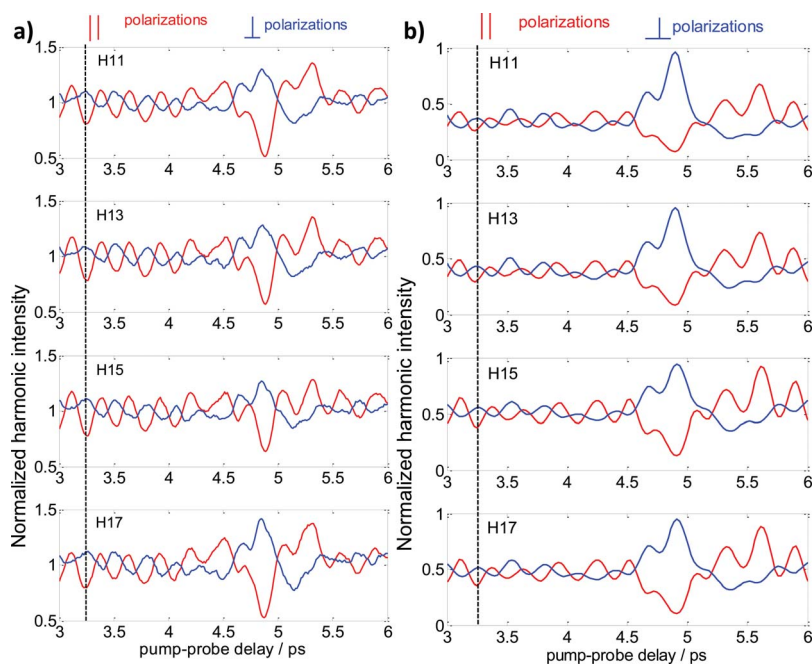 a)
|| polarizations ⊥ polarizations
Normalized harmonic intensity
1.5
1
0.5
H11
3 3.5 4 4.5 5 5.5 6
1.5
1
0.5
H13
3 3.5 4 4.5 5 5.5 6
1.5
1
0.5
H15
3 3.5 4 4.5 5 5.5 6
1.5
1
0.5
H17
3 3.5 4 4.5 5 5.5 6
pump-probe delay / ps
b)
|| polarizations ⊥ polarizations
Normalized harmonic intensity
1
0.5
0
H11
3 3.5 4 4.5 5 5.5 6
1
0.5
0
H13
3 3.5 4 4.5 5 5.5 6
1
0.5
0
H15
3 3.5 4 4.5 5 5.5 6
1
0.5
0
H17
3 3.5 4 4.5 5 5.5 6
pump-probe delay / ps